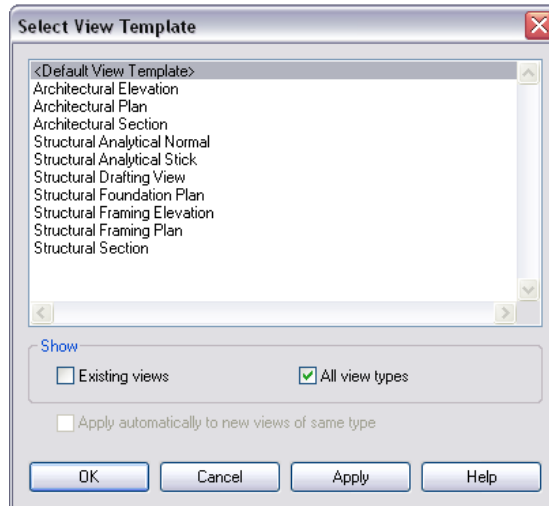 Select View Template
<Default View Template>
Architectural Elevation
Architectural Plan
Architectural Section
Structural Analytical Normal
Structural Analytical Stick
Structural Drafting View
Structural Foundation Plan
Structural Framing Elevation
Structural Framing Plan
Structural Section
Show
Existing views All view types
Apply automatically to new views of same type
OK Cancel Apply Help